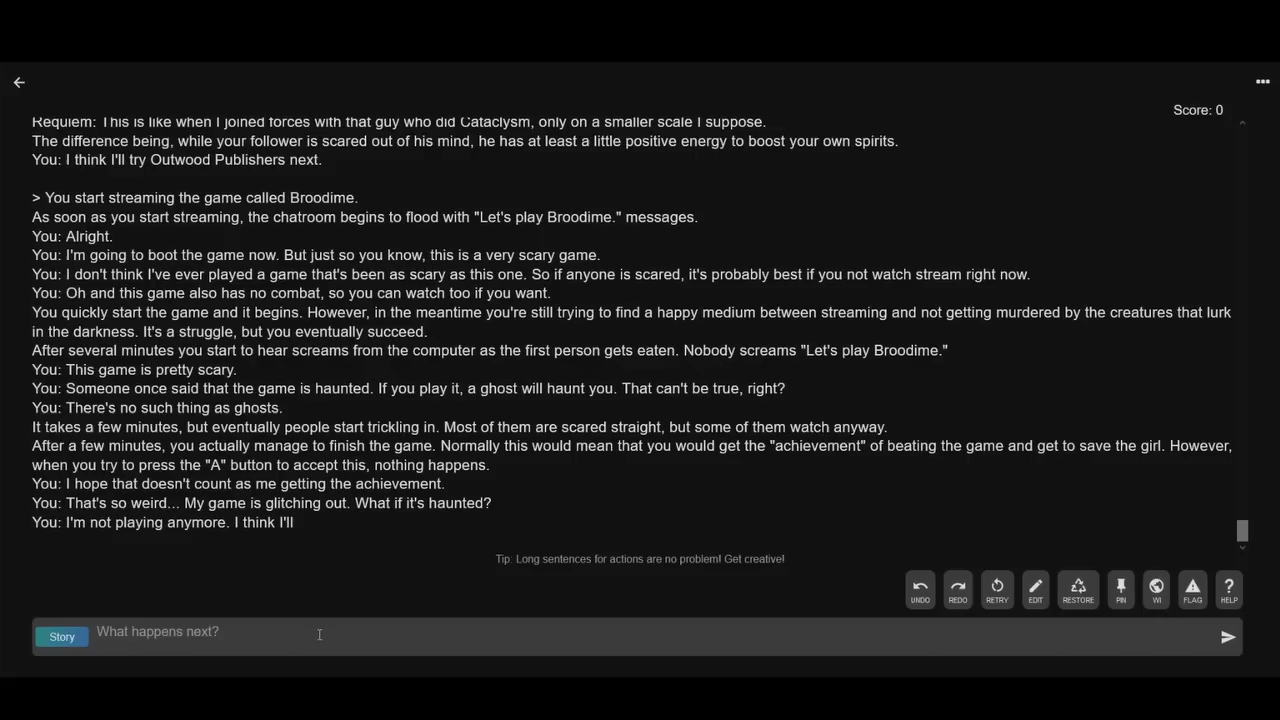 Score: 0
Requiem: This is like when I joined forces with that guy who did Cataclysm, only on a smaller scale I suppose.
The difference being, while your follower is scared out of his mind, he has at least a little positive energy to boost your own spirits.
You: I think I'll try Outwood Publishers next.
> You start streaming the game called Broodime.
As soon as you start streaming, the chatroom begins to flood with "Let's play Broodime." messages.
You: Alright.
You: I'm going to boot the game now. But just so you know, this is a very scary game.
You: I don't think I've ever played a game that's been as scary as this one. So if anyone is scared, it's probably best if you not watch stream right now.
You: Oh and this game also has no combat, so you can watch too if you want.
You quickly start the game and it begins. However, in the meantime you're still trying to find a happy medium between streaming and not getting murdered by the creatures that lurk
in the darkness. It's a struggle, but you eventually succeed.
After several minutes you start to hear screams from the computer as the first person gets eaten. Nobody screams "Let's play Broodime."
You: This game is pretty scary.
You: Someone once said that the game is haunted. If you play it, a ghost will haunt you. That can't be true, right?
You: There's no such thing as ghosts.
It takes a few minutes, but eventually people start trickling in. Most of them are scared straight, but some of them watch anyway.
After a few minutes, you actually manage to finish the game. Normally this would mean that you would get the "achievement" of beating the game and get to save the girl. However,
when you try to press the "A" button to accept this, nothing happens.
You: I hope that doesn't count as me getting the achievement.
You: That's so weird... My game is glitching out. What if it's haunted?
You: I'm not playing anymore. I think I'll
Tip: Long sentences for actions are no problem! Get creative!
UNDO REDO RETRY EDIT RESTORE PIN WI FLAG HELP
Story What happens next?